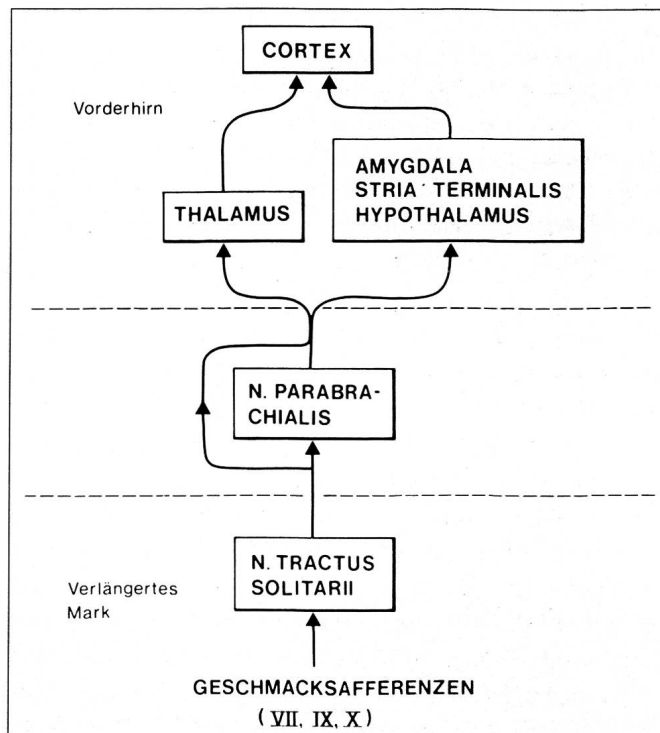 CORTEX
Vorderhirn
AMYGDALA
STRIA TERMINALIS
HYPOTHALAMUS
THALAMUS
N. PARABRA-
CHIALIS
N. TRACTUS
SOLITARII
Verlängertes
Mark
GESCHMACKSAFFERENZEN
(VII, IX, X)